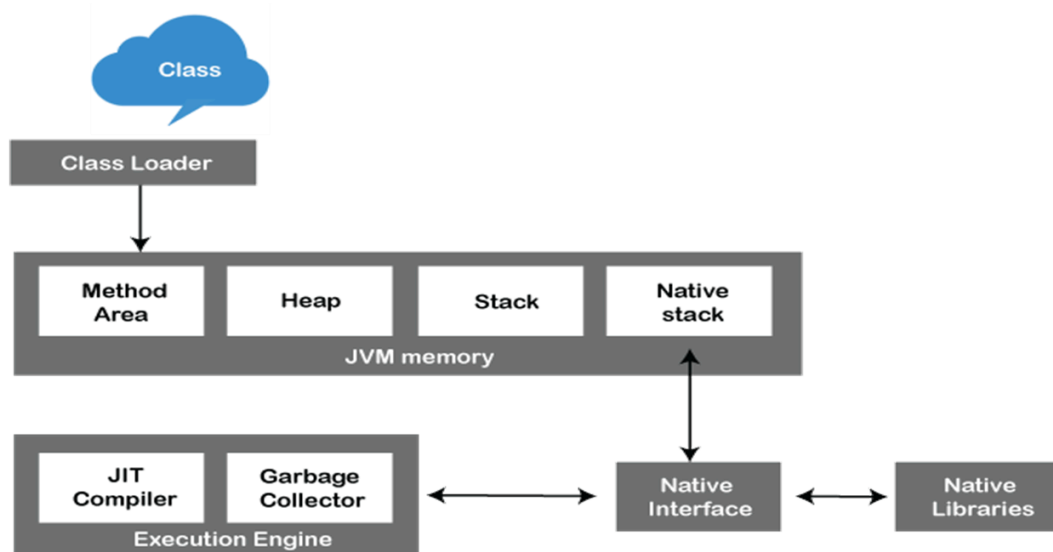 Class
Class Loader
Method
Area
Heap
Stack
Native
stack
JVM memory
JIT
Compiler
Garbage
Collector
Execution Engine
Native
Interface
Native
Libraries